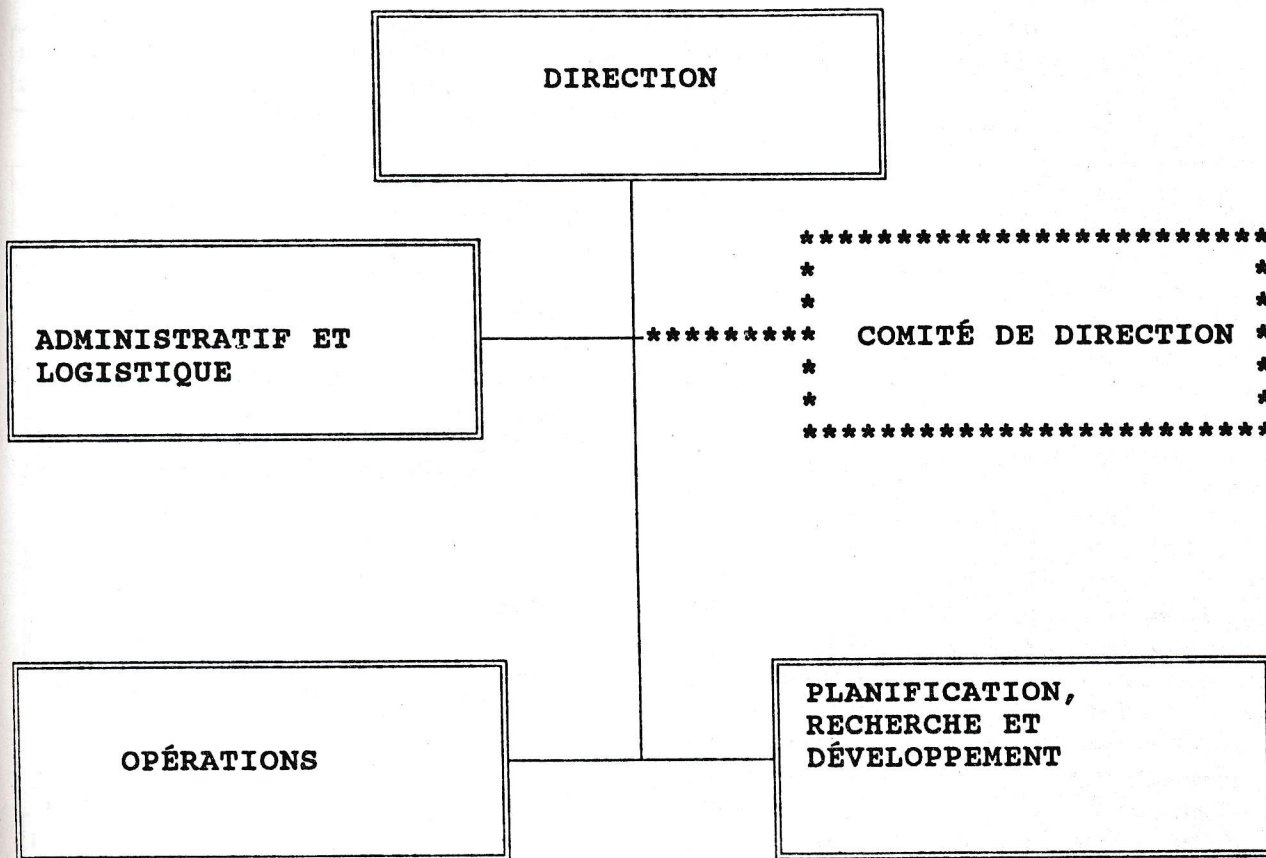 DIRECTION
ADMINISTRATIF ET
LOGISTIQUE
COMITÉ DE DIRECTION
OPÉRATIONS
PLANIFICATION,
RECHERCHE ET
DÉVELOPPEMENT